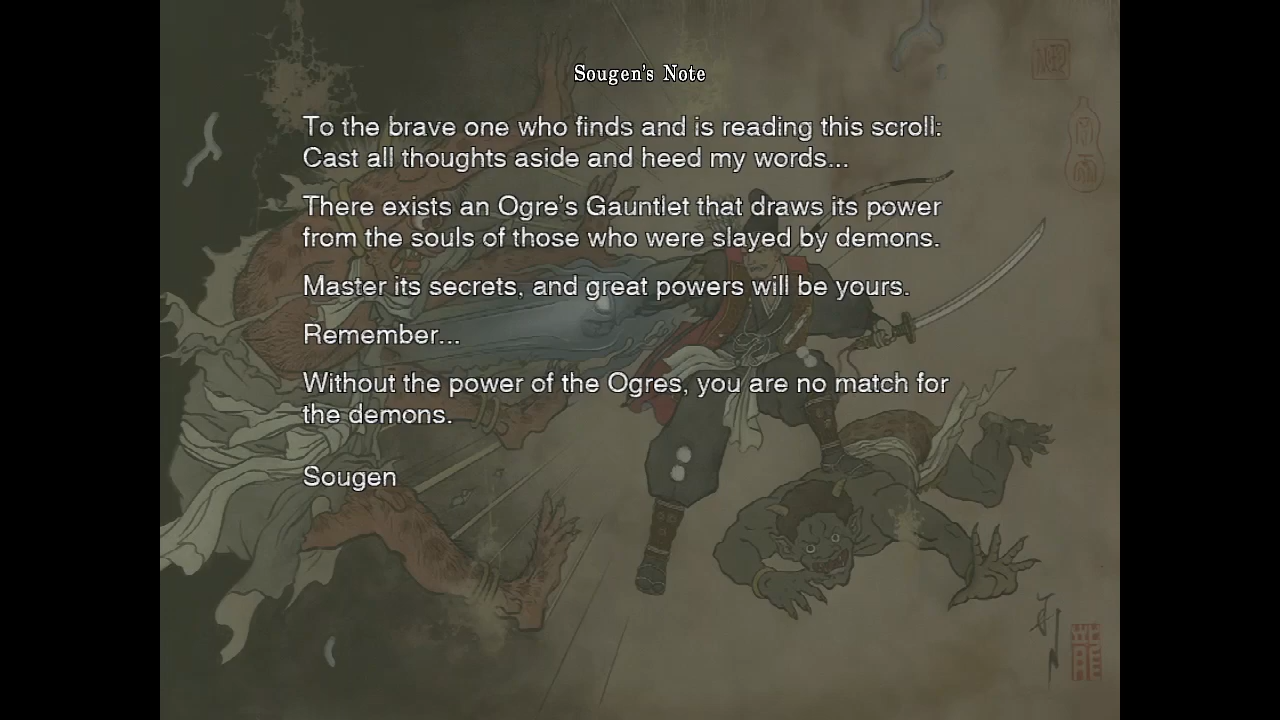 Sougen's Note
To the brave one who finds and is reading this scroll:
Cast all thoughts aside and heed my words...
There exists an Ogre's Gauntlet that draws its power
from the souls of those who were slayed by demons.
Master its secrets, and great powers will be yours.
Remember...
Without the power of the Ogres, you are no match for
the demons.
Sougen